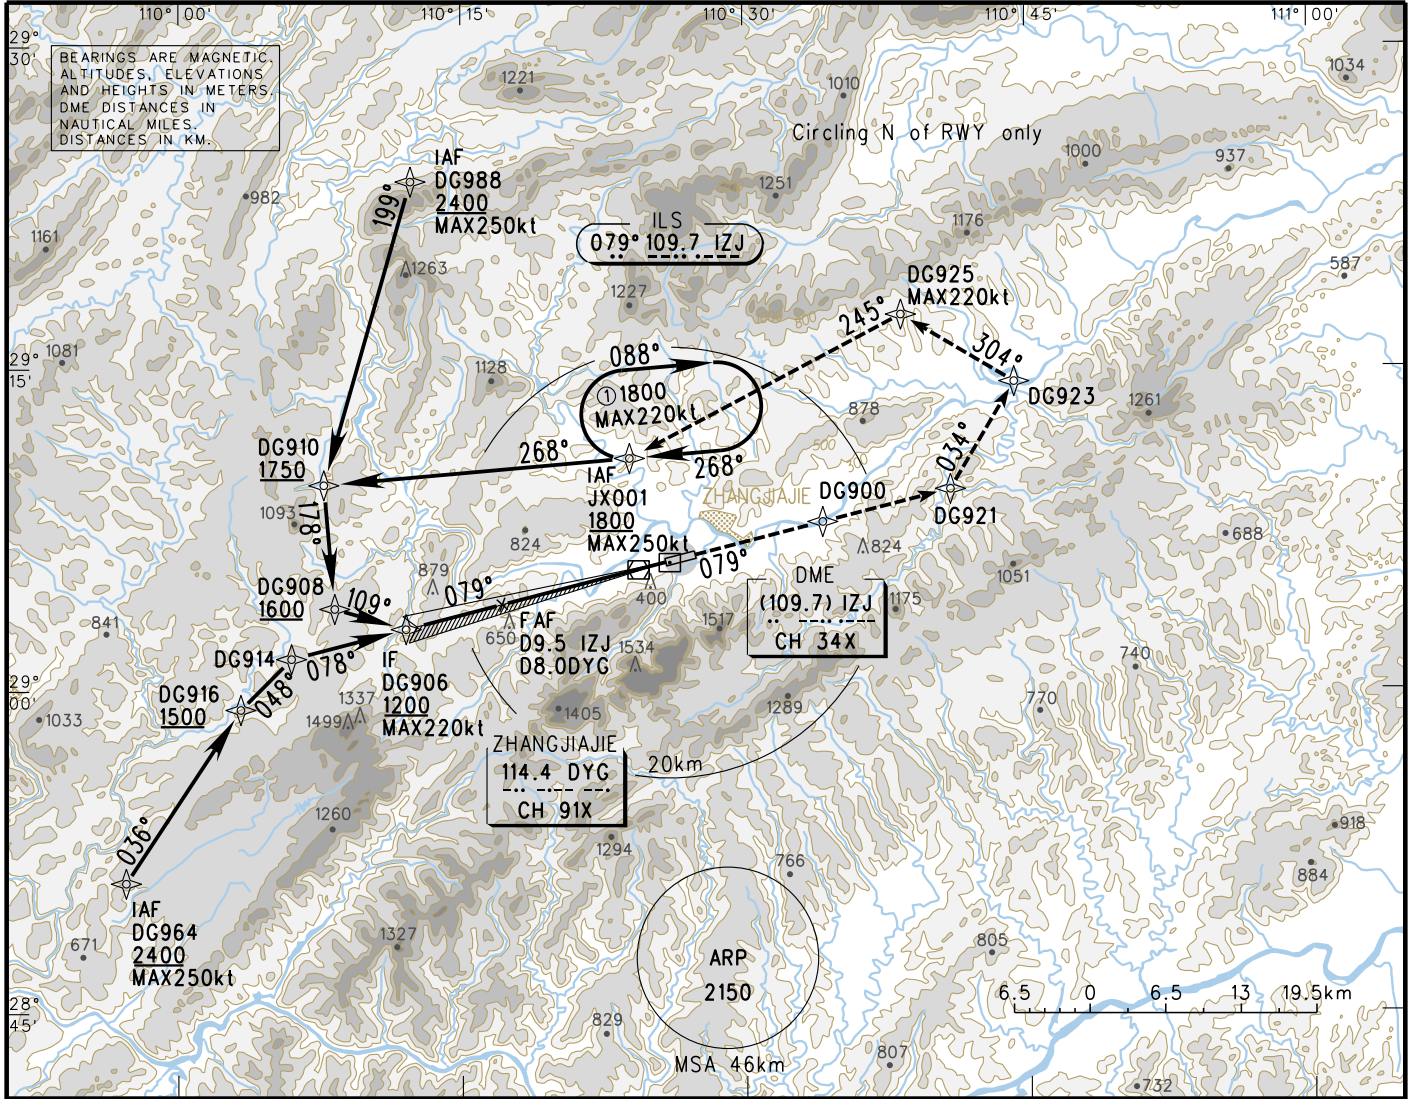 110° 00'
110° 15'
110° 30'
110° 45'
111° 00'
29°
30'
BEARINGS ARE MAGNETIC.
ALTITUDES, ELEVATIONS
AND HEIGHTS IN METERS.
DME DISTANCES IN
NAUTICAL MILES.
DISTANCES IN KM.
1221
1010
1034
Circling N of RWY only
1000
937
IAF
DG988
2400
MAX250kt
199°
982
1251
1176
1161
ILS
079° 109.7 IZJ
1263
587
DG925
MAX220kt
1227
245°
304°
29°
15'
1081
088°
1128
① 1800
MAX220kt
DG923
878
1261
500
034°
DG910
1750
268°
268°
IAF
JX001
1800
MAX250kt
ZHANGJIAJIE
DG900
DG921
1093
178°
824
824
688
079°
879
079°
1051
DG908
1600
109°
400
DME
(109.7) IZJ
CH 34X
1175
841
650
FAF
D9.5 IZJ
D8.0DYG
1517
1534
DG914
078°
740
IF
DG906
1200
MAX220kt
29°
00'
DG916
1500
048°
1337
1499
1033
1405
1289
770
ZHANGJIAJIE
114.4 DYG
CH 91X
20km
036°
1260
1294
918
766
884
IAF
DG964
2400
MAX250kt
671
1327
805
ARP
2150
28°
45'
6.5 0 6.5 13 19.5km
829
MSA 46km
807
732